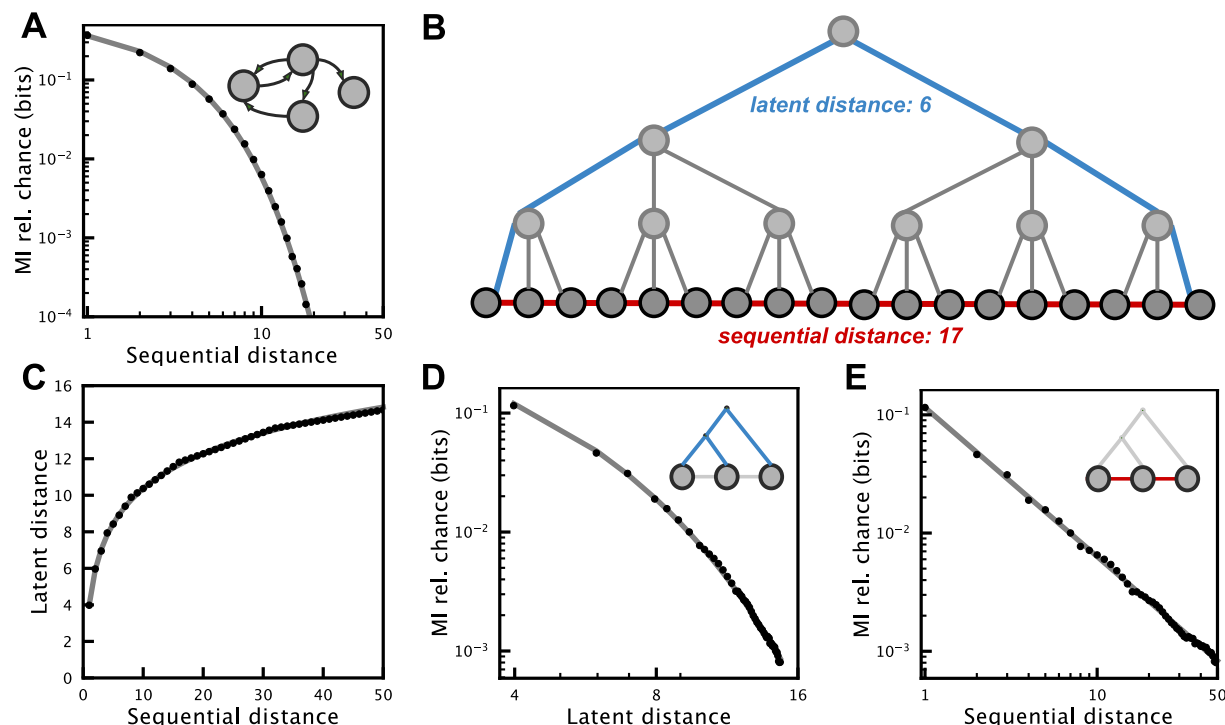 A
MI rel. chance (bits)
10⁻¹
10⁻²
10⁻³
10⁻⁴
1
10
50
Sequential distance
B
latent distance: 6
sequential distance: 17
C
Latent distance
16
14
12
10
8
6
4
2
0
0
10
20
30
40
50
Sequential distance
D
MI rel. chance (bits)
10⁻¹
10⁻²
10⁻³
4
8
16
Latent distance
E
MI rel. chance (bits)
10⁻¹
10⁻²
10⁻³
1
10
50
Sequential distance